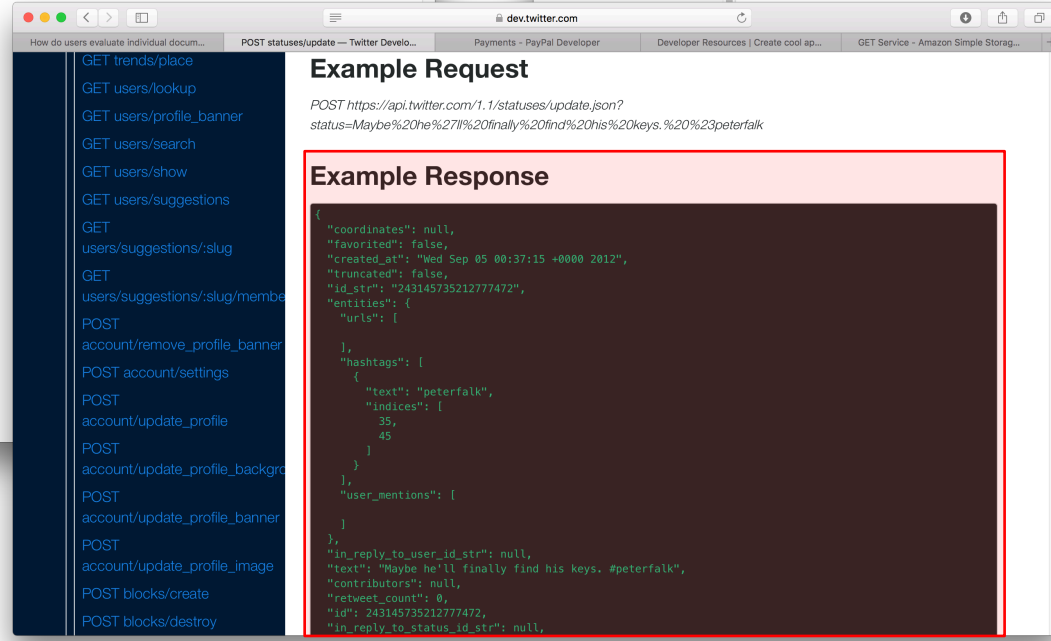 dev.twitter.com
How do users evaluate individual docum...
POST statuses/update — Twitter Develo...
Payments - PayPal Developer
Developer Resources | Create cool ap...
GET Service - Amazon Simple Storag...
GET trends/place
GET users/lookup
GET users/profile_banner
GET users/search
GET users/show
GET users/suggestions
GET
users/suggestions/:slug
GET
users/suggestions/:slug/membe
POST
account/remove_profile_banner
POST account/settings
POST
account/update_profile
POST
account/update_profile_backgro
POST
account/update_profile_banner
POST
account/update_profile_image
POST blocks/create
POST blocks/destroy
Example Request
POST https://api.twitter.com/1.1/statuses/update.json?
status=Maybe%20he%27ll%20finally%20find%20his%20keys.%20%23peterfalk
Example Response
{
"coordinates": null,
"favorited": false,
"created_at": "Wed Sep 05 00:37:15 +0000 2012",
"truncated": false,
"id_str": "243145735212777472",
"entities": {
"urls": [
],
"hashtags": [
{
"text": "peterfalk",
"indices": [
35,
45
]
}
],
"user_mentions": [
]
},
"in_reply_to_user_id_str": null,
"text": "Maybe he'll finally find his keys. #peterfalk",
"contributors": null,
"retweet_count": 0,
"id": 243145735212777472,
"in_reply_to_status_id_str": null,